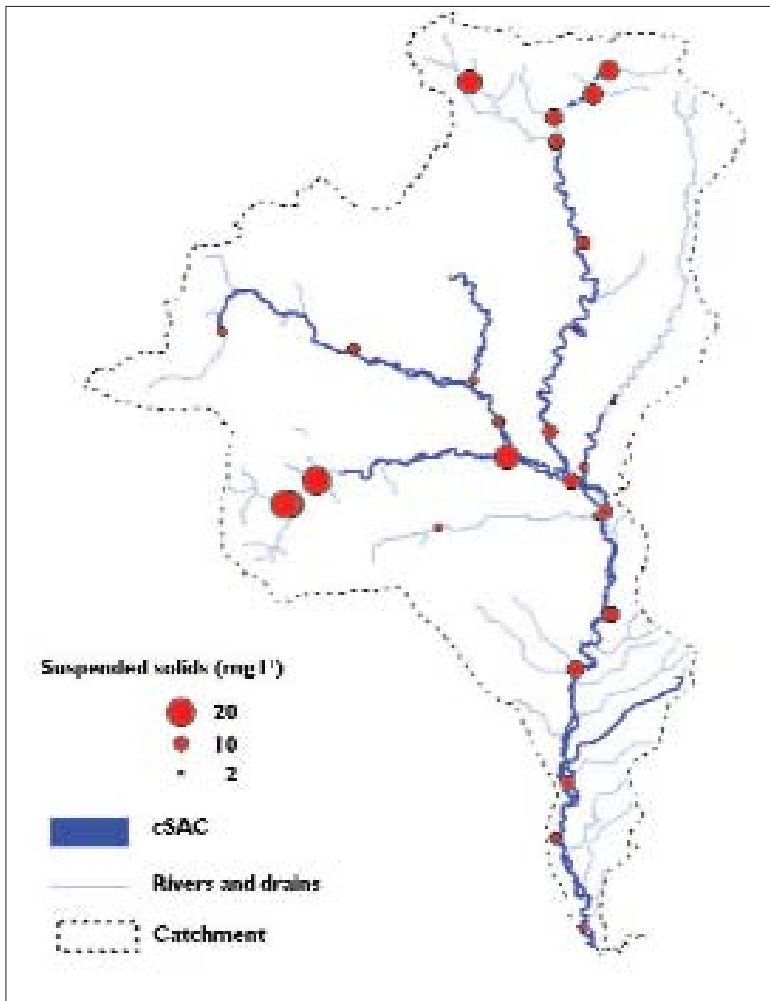 Suspended solids (mg l⁻¹)
20
10
2
cSAC
Rivers and drains
Catchment